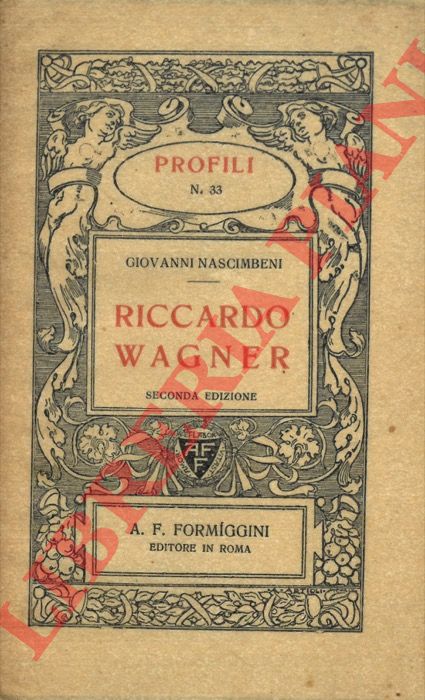 PROFILI
N. 33
GIOVANNI NASCIMBENI
RICCARDO
WAGNER
SECONDA EDIZIONE
A. F.
F
A. F. FORMÍGGINI
EDITORE IN ROMA
LIBRERIA PIANI